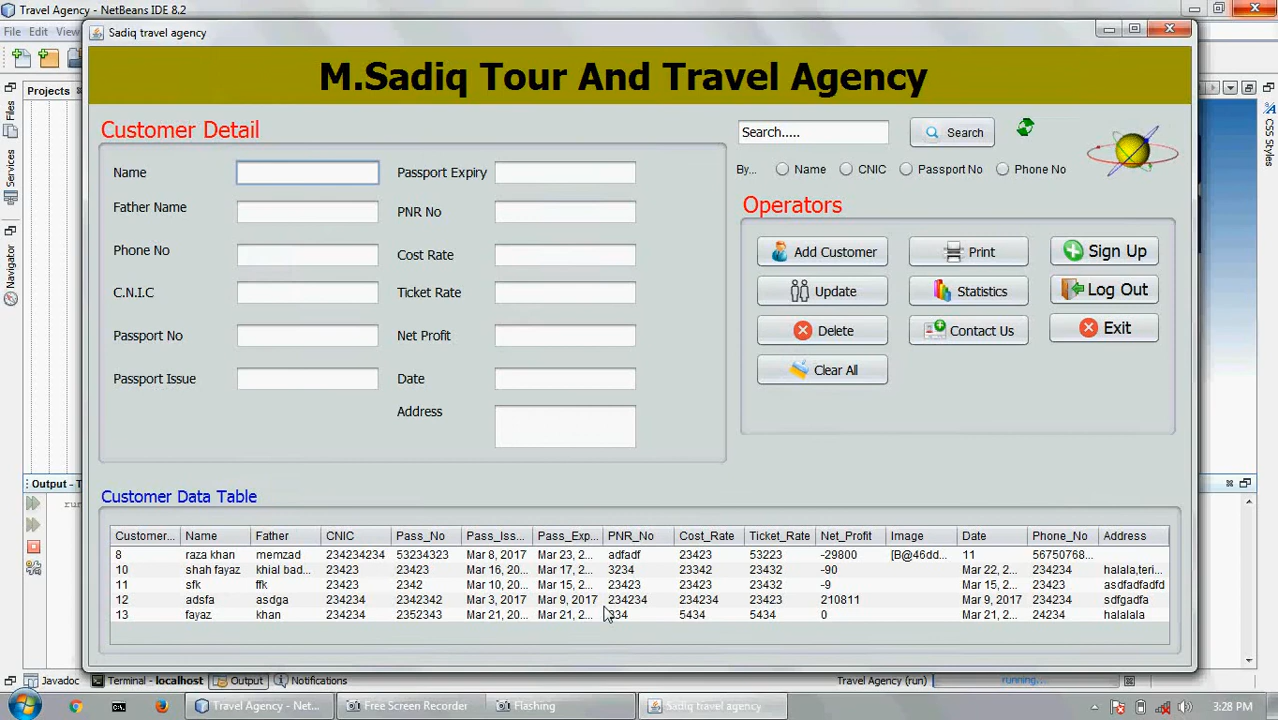 Travel Agency - NetBeans IDE 8.2
File Edit View
Sadiq travel agency
M.Sadiq Tour And Travel Agency
Projects
Files
Services
Navigator
CSS Styles
Customer Detail
Name
Father Name
Phone No
C.N.I.C
Passport No
Passport Issue
Passport Expiry
PNR No
Cost Rate
Ticket Rate
Net Profit
Date
Address
Search..... Search
By... Name CNIC Passport No Phone No
Operators
Add Customer Print Sign Up
Update Statistics Log Out
Delete Contact Us Exit
Clear All
Output - T
run
Customer Data Table
Customer... Name Father CNIC Pass_No Pass_Iss... Pass_Exp... PNR_No Cost_Rate Ticket_Rate Net_Profit Image Date Phone_No Address
8 raza khan memzad 234234234 53234323 Mar 8, 2017 Mar 23, 2... adfadf 23423 53223 -29800 [B@46dd... 11 56750768...
10 shah fayaz khial bad... 23423 23423 Mar 16, 20... Mar 17, 2... 3234 23342 23432 -90 Mar 22, 2... 234234 halala,teri...
11 sfk ffk 23423 2342 Mar 10, 20... Mar 15, 2... 23423 23423 23432 -9 Mar 15, 2... 23423 asdfadfadfd
12 adsfa asdga 234234 2342342 Mar 3, 2017 Mar 9, 2017 234234 234234 23423 210811 Mar 9, 2017 234234 sdfgadfa
13 fayaz khan 234234 2352343 Mar 21, 20... Mar 21, 2... 334 5434 5434 0 Mar 21, 2... 24234 halalala
Javadoc Terminal - localhost Output Notifications Travel Agency (run) running...
Travel Agency - Net... Free Screen Recorder Flashing Sadiq travel agency 3:28 PM